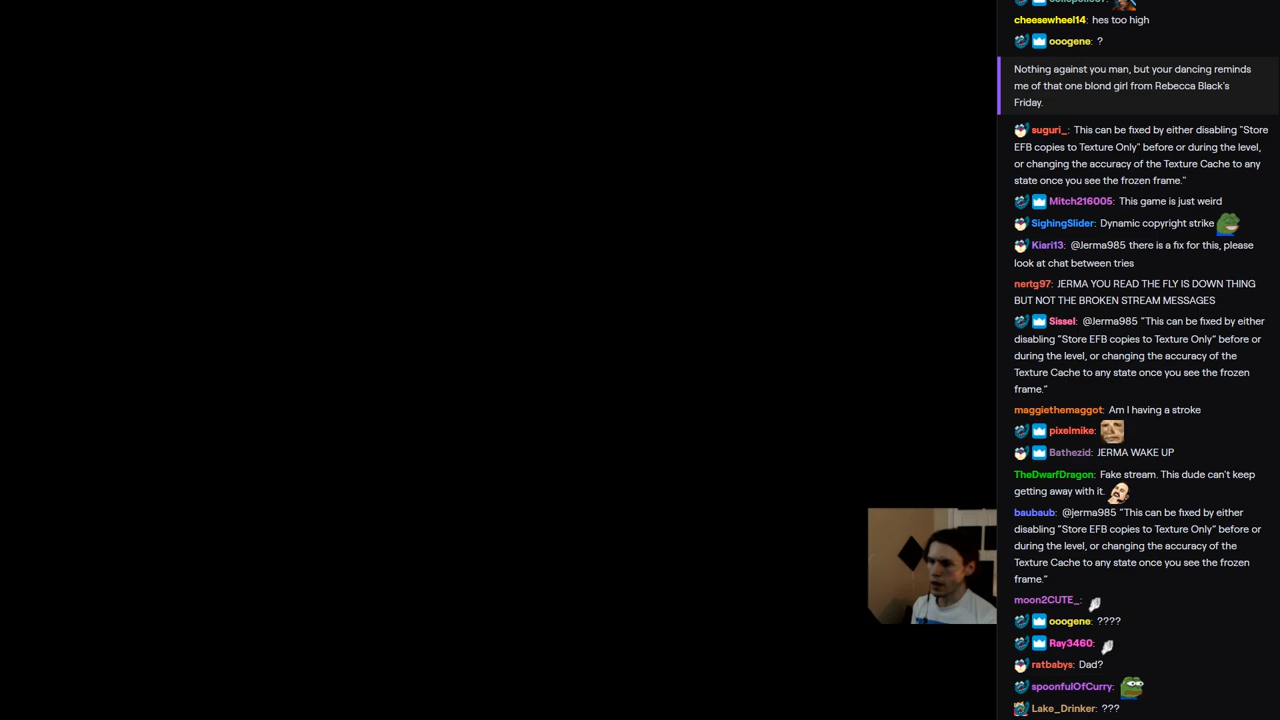 cheesewheel14: hes too high
ooogene: ?
Nothing against you man, but your dancing reminds
me of that one blond girl from Rebecca Black's
Friday.
suguri_: This can be fixed by either disabling "Store
EFB copies to Texture Only" before or during the level,
or changing the accuracy of the Texture Cache to any
state once you see the frozen frame."
Mitch216005: This game is just weird
SighingSlider: Dynamic copyright strike
Kiari13: @Jerma985 there is a fix for this, please
look at chat between tries
nertg97: JERMA YOU READ THE FLY IS DOWN THING
BUT NOT THE BROKEN STREAM MESSAGES
Sissel: @Jerma985 "This can be fixed by either
disabling "Store EFB copies to Texture Only" before or
during the level, or changing the accuracy of the
Texture Cache to any state once you see the frozen
frame."
maggiethemaggot: Am I having a stroke
pixelmike:
Bathezid: JERMA WAKE UP
TheDwarfDragon: Fake stream. This dude can't keep
getting away with it.
baubaub: @jerma985 "This can be fixed by either
disabling "Store EFB copies to Texture Only" before or
during the level, or changing the accuracy of the
Texture Cache to any state once you see the frozen
frame."
moon2CUTE_:
ooogene: ????
Ray3460:
ratbabys: Dad?
spoonfulOfCurry:
Lake_Drinker: ???